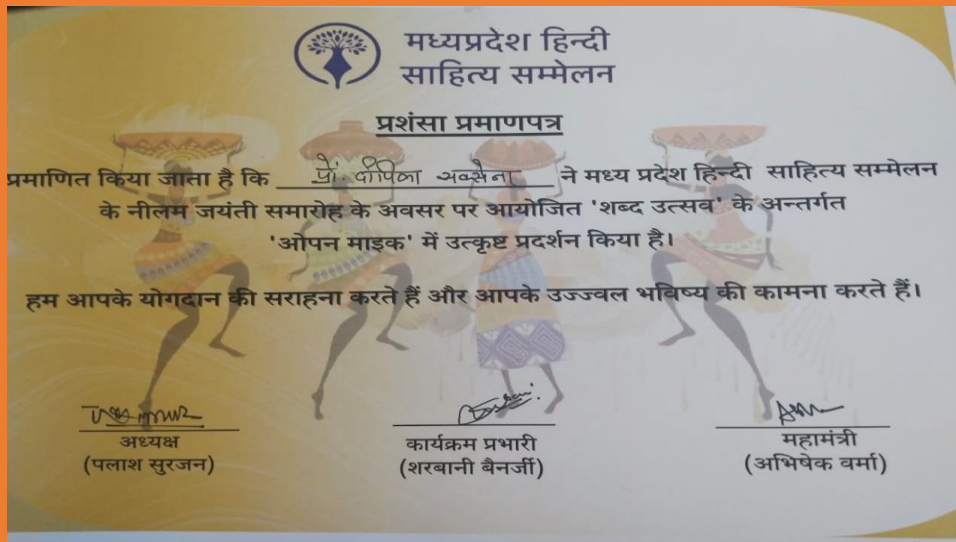 मध्यप्रदेश हिन्दी
साहित्य सम्मेलन
प्रशंसा प्रमाणपत्र
प्रमाणित किया जाता है कि प्रो. दीपिका सक्सेना ने मध्य प्रदेश हिन्दी साहित्य सम्मेलन
के नीलम जयंती समारोह के अवसर पर आयोजित 'शब्द उत्सव' के अन्तर्गत
'ओपन माइक' में उत्कृष्ट प्रदर्शन किया है।
हम आपके योगदान की सराहना करते हैं और आपके उज्ज्वल भविष्य की कामना करते हैं।
अध्यक्ष
(पलाश सुरजन)
कार्यक्रम प्रभारी
(शरबानी बैनर्जी)
महामंत्री
(अभिषेक वर्मा)